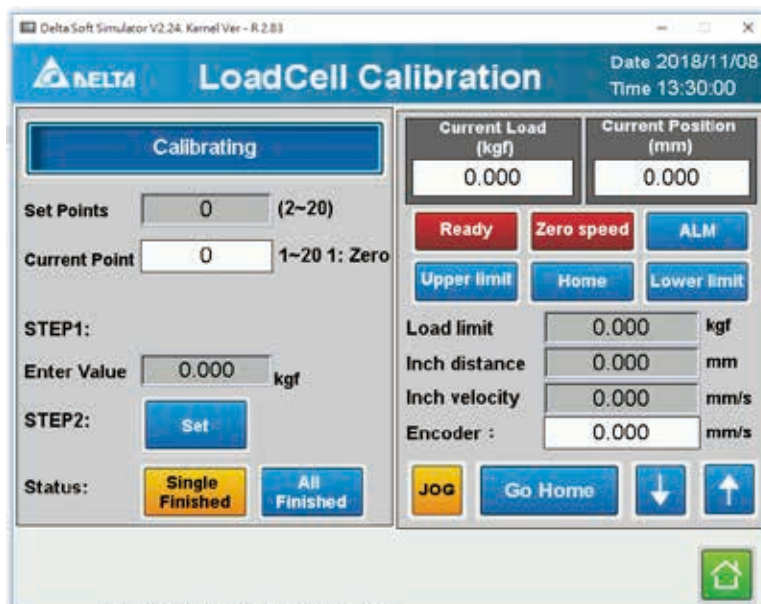 Delta Soft Simulator V2.24, Kernel Ver - R 2.83
DELTA
LoadCell Calibration
Date 2018/11/08
Time 13:30:00
Calibrating
Set Points 0 (2~20)
Current Point 0 1~20 1: Zero
STEP1:
Enter Value 0.000 kgf
STEP2: Set
Status: Single Finished All Finished
Current Load (kgf) Current Position (mm)
0.000 0.000
Ready Zero speed ALM
Upper limit Home Lower limit
Load limit 0.000 kgf
Inch distance 0.000 mm
Inch velocity 0.000 mm/s
Encoder : 0.000 mm/s
JOG Go Home